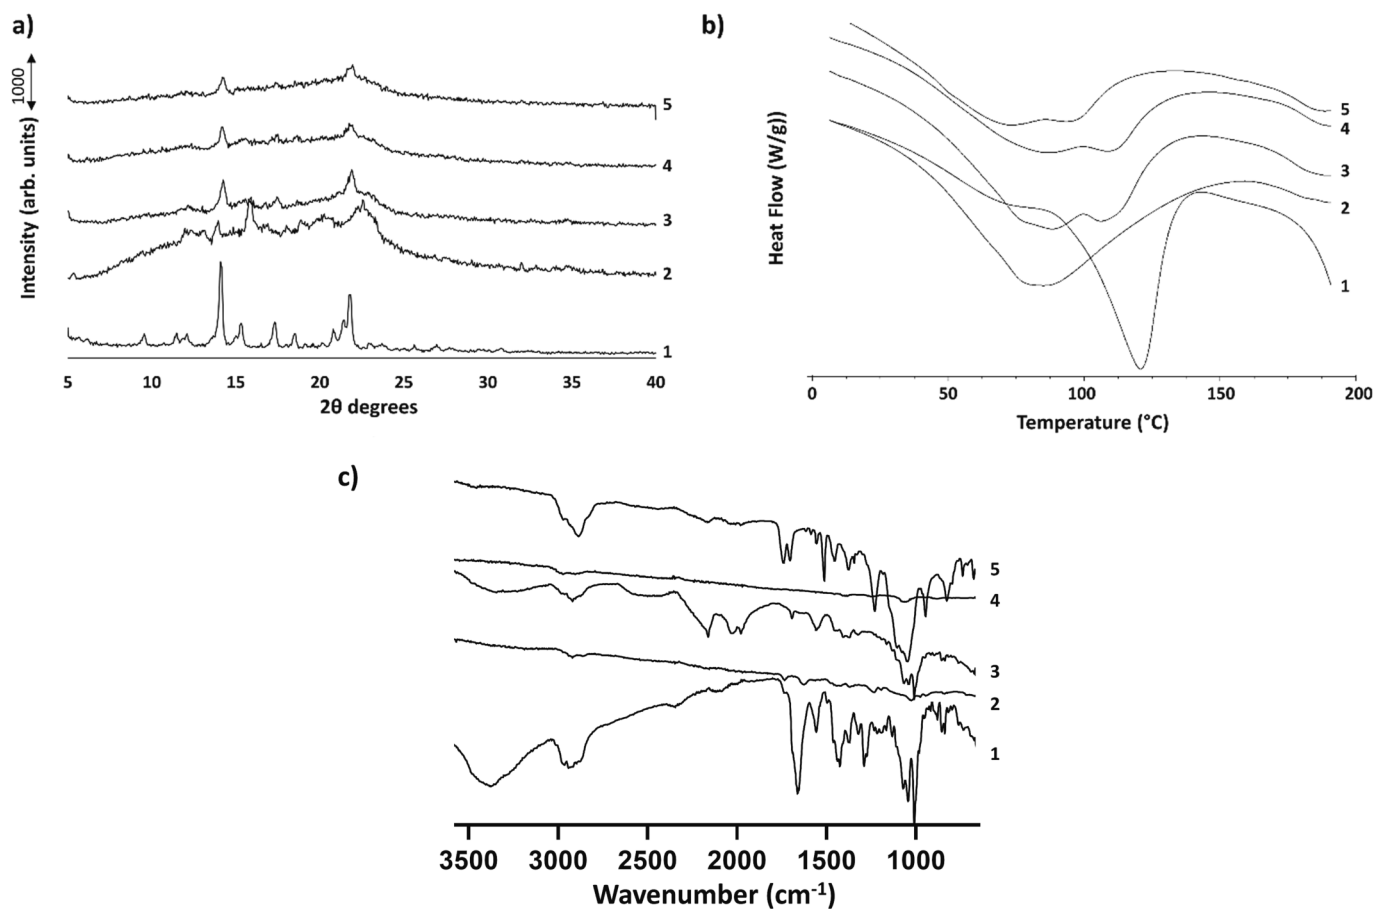 a)
1000
Intensity (arb. units)
5
4
3
2
1
5 10 15 20 25 30 35 40
2θ degrees
b)
Heat Flow (W/g))
5
4
3
2
1
0 50 100 150 200
Temperature (°C)
c)
5
4
3
2
1
3500 3000 2500 2000 1500 1000
Wavenumber (cm-1)